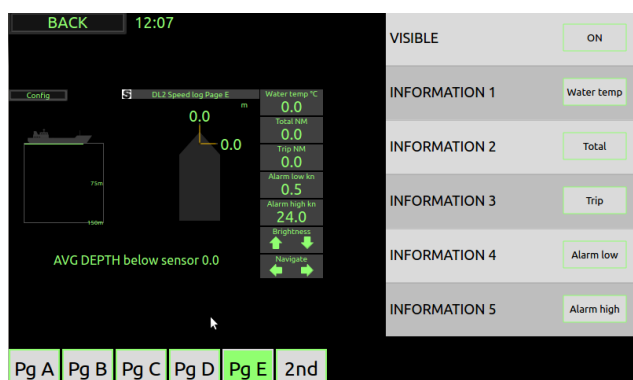 BACK 12:07
Config
S DL2 Speed log Page E
m
0.0
0.0
75m
150m
AVG DEPTH below sensor 0.0
Water temp °C
0.0
Total NM
0.0
Trip NM
0.0
Alarm low kn
0.5
Alarm high kn
24.0
Brightness
Navigate
Pg A Pg B Pg C Pg D Pg E 2nd
VISIBLE ON
INFORMATION 1 Water temp
INFORMATION 2 Total
INFORMATION 3 Trip
INFORMATION 4 Alarm low
INFORMATION 5 Alarm high